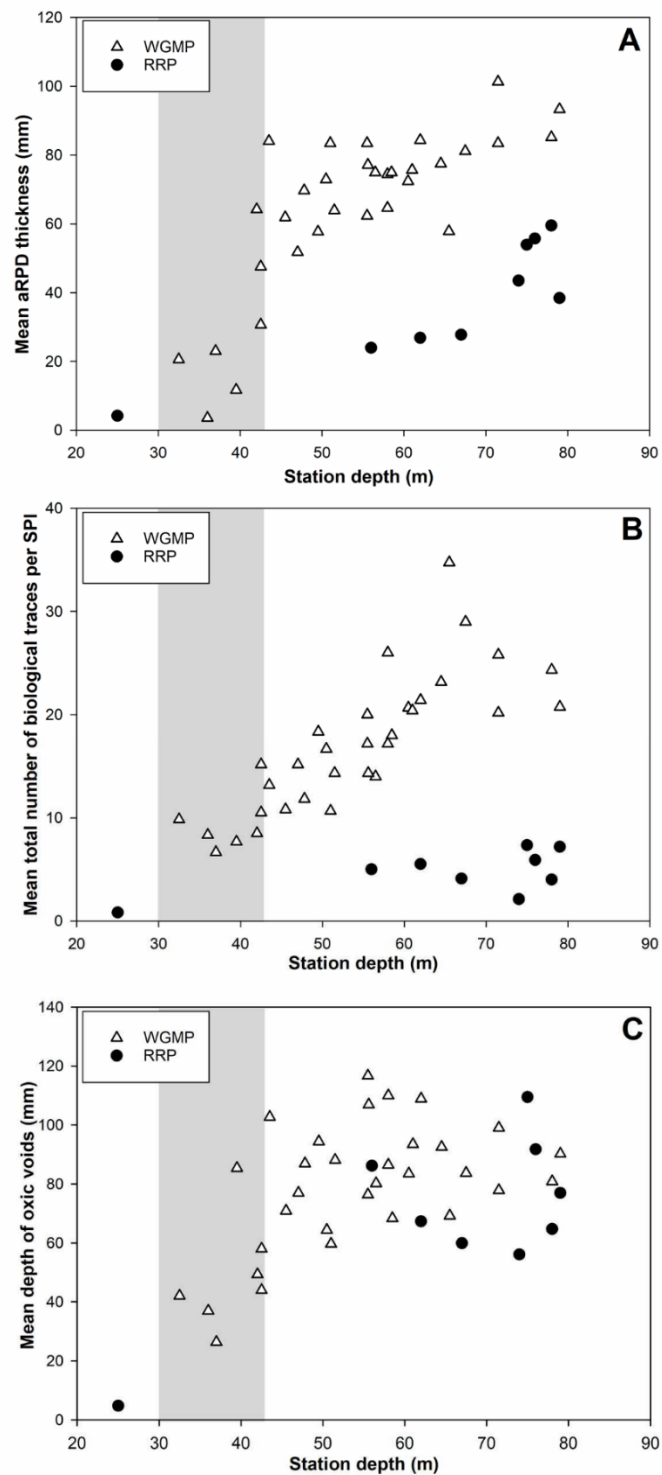 A
WGMP
RRP
120
100
80
60
40
20
0
Mean aRPD thickness (mm)
20 30 40 50 60 70 80 90
Station depth (m)
B
WGMP
RRP
40
30
20
10
0
Mean total number of biological traces per SPI
20 30 40 50 60 70 80 90
Station depth (m)
C
WGMP
RRP
140
120
100
80
60
40
20
0
Mean depth of oxic voids (mm)
20 30 40 50 60 70 80 90
Station depth (m)